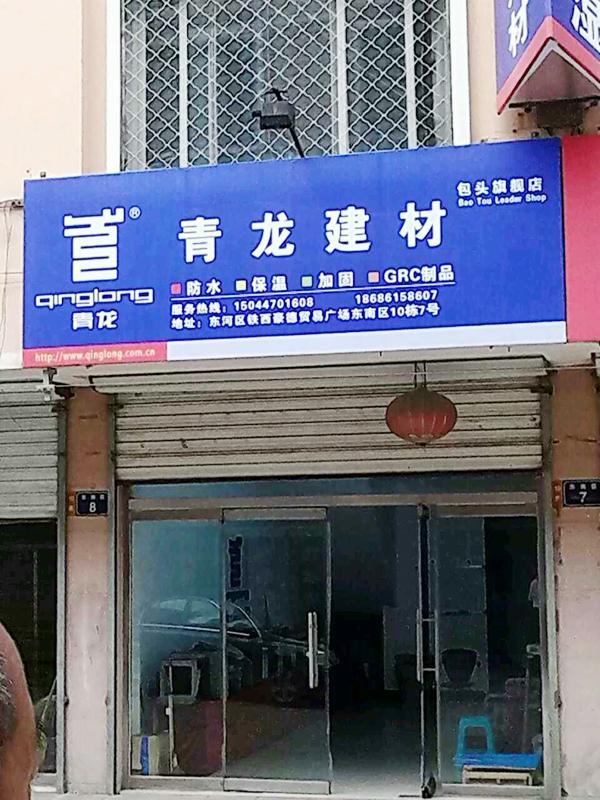 材
湿
包头旗舰店
Bao Tou Leader Shop
®
青龙建材
qinglong
青龙
防水 保温 加固 GRC制品
服务热线：15044701608 18686158607
地址：东河区铁西豪德贸易广场东南区10栋7号
http://www.qinglong.com.cn
8
7